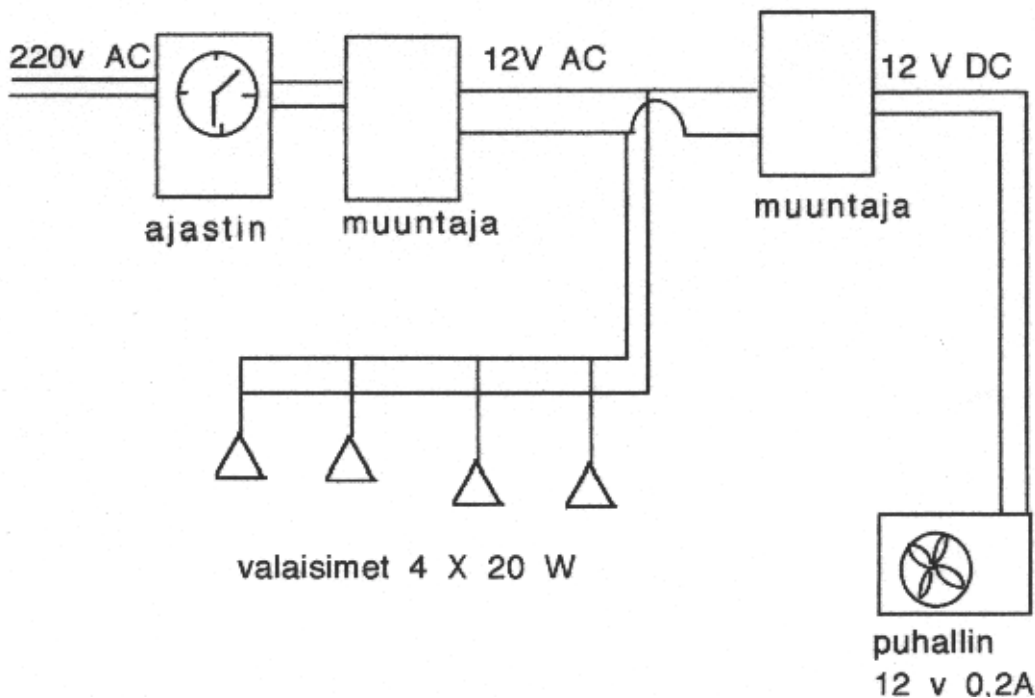 220v AC
12V AC
12 V DC
ajastin
muuntaja
muuntaja
valaisimet 4 X 20 W
puhallin
12 v 0,2A